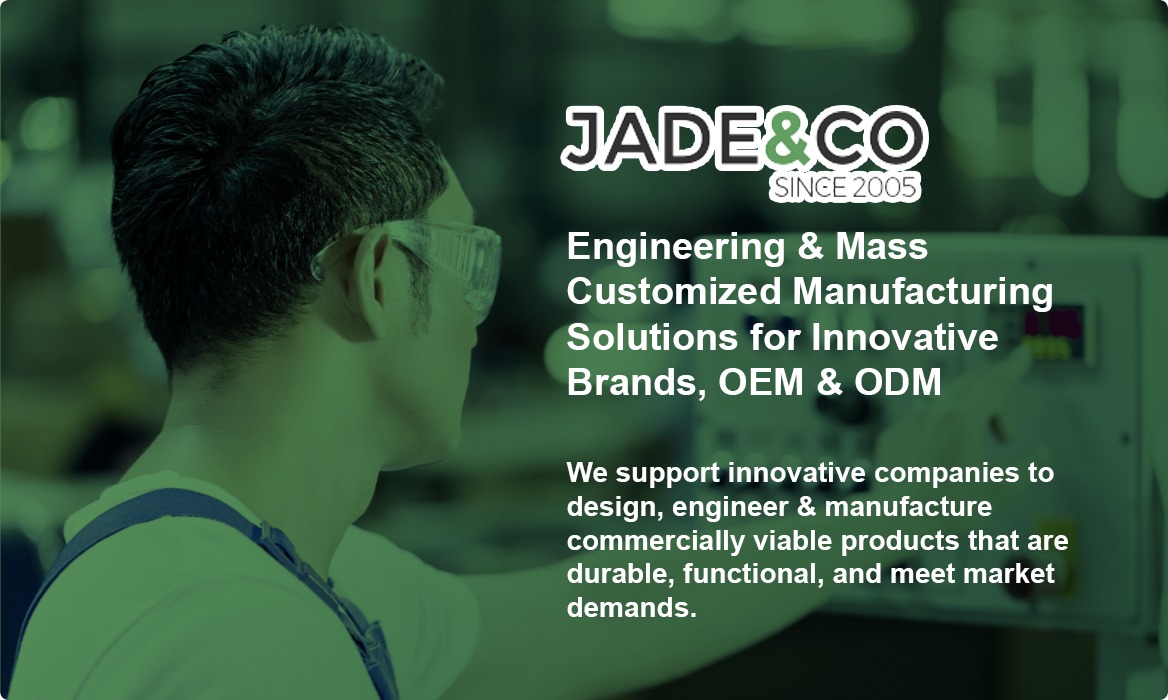 JADE&CO
SINCE 2005
Engineering & Mass
Customized Manufacturing
Solutions for Innovative
Brands, OEM & ODM
We support innovative companies to
design, engineer & manufacture
commercially viable products that are
durable, functional, and meet market
demands.